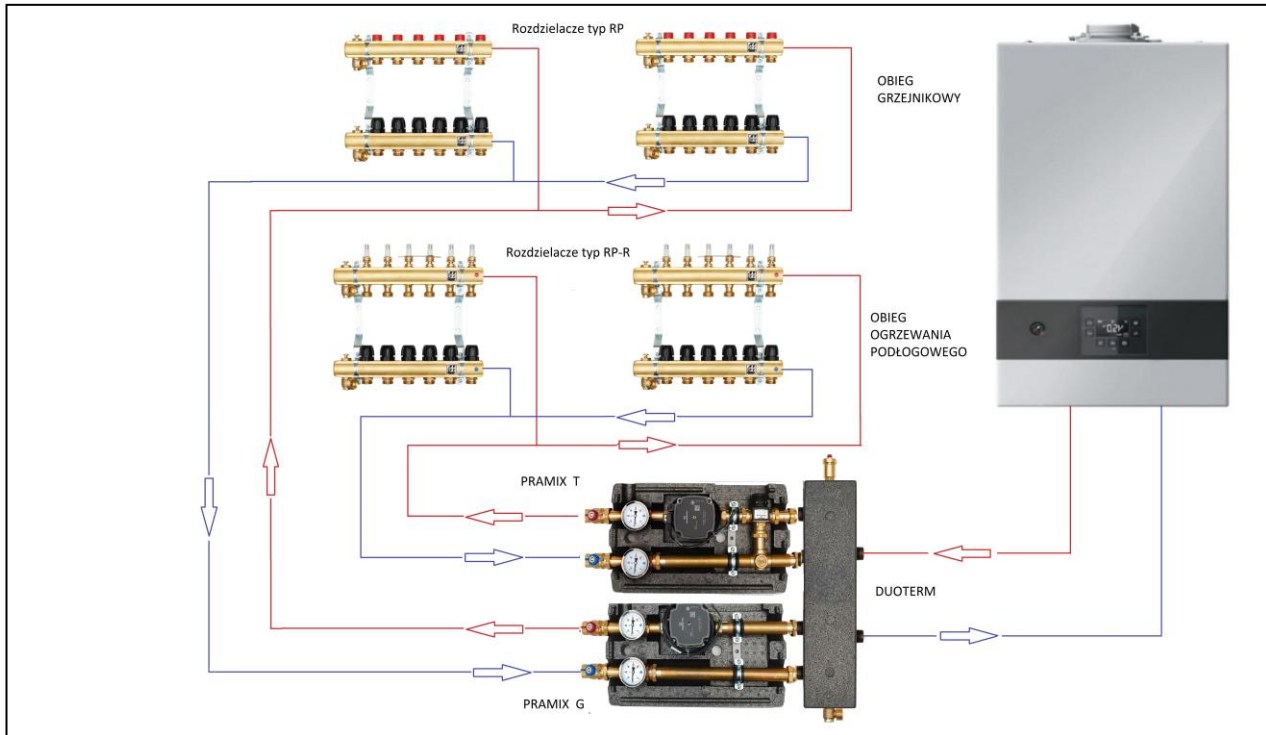 Rozdzielacze typ RP
OBIEG
GRZEJNIKOWY
Rozdzielacze typ RP-R
OBIEG
OGRZEWANIA
PODŁOGOWEGO
PRAMIX T
DUOTERM
PRAMIX G